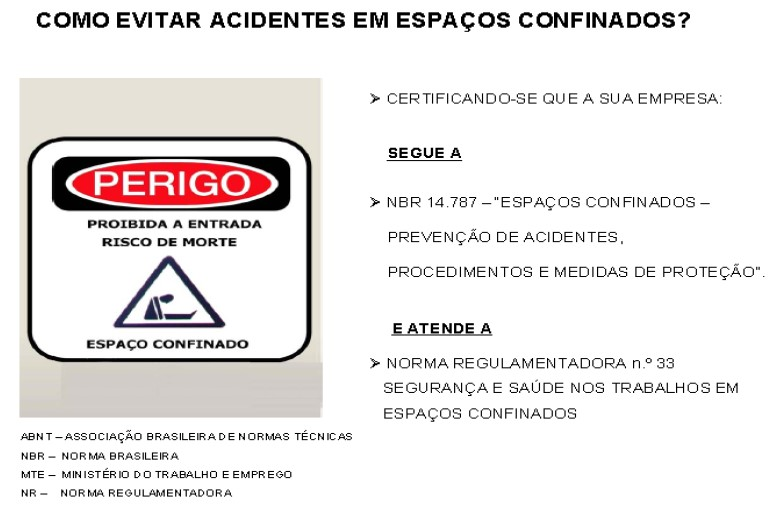 COMO EVITAR ACIDENTES EM ESPAÇOS CONFINADOS?
PERIGO
PROIBIDA A ENTRADA
RISCO DE MORTE
ESPAÇO CONFINADO
ABNT – ASSOCIAÇÃO BRASILEIRA DE NORMAS TÉCNICAS
NBR – NORMA BRASILEIRA
MTE – MINISTÉRIO DO TRABALHO E EMPREGO
NR – NORMA REGULAMENTADORA
➢ CERTIFICANDO-SE QUE A SUA EMPRESA:
SEGUE A
➢ NBR 14.787 – "ESPAÇOS CONFINADOS –
PREVENÇÃO DE ACIDENTES,
PROCEDIMENTOS E MEDIDAS DE PROTEÇÃO".
E ATENDE A
➢ NORMA REGULAMENTADORA n.º 33
SEGURANÇA E SAÚDE NOS TRABALHOS EM
ESPAÇOS CONFINADOS